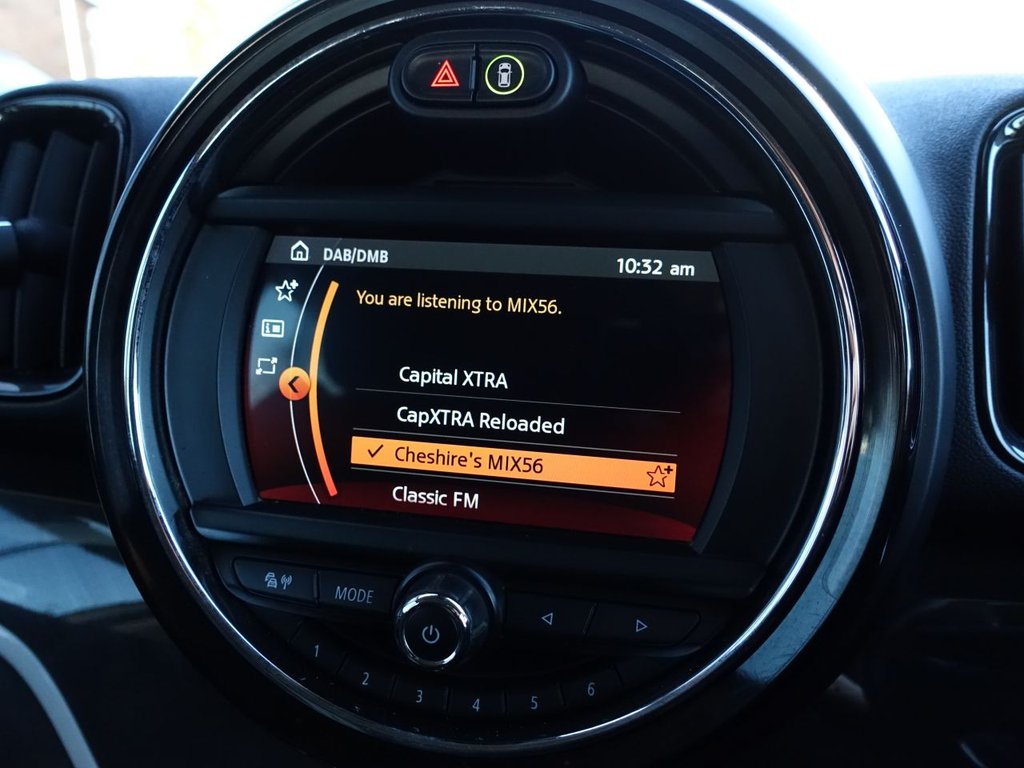 DAB/DMB 10:32 am
You are listening to MIX56.
Capital XTRA
CapXTRA Reloaded
Cheshire's MIX56
Classic FM
MODE
1 2 3 4 5 6